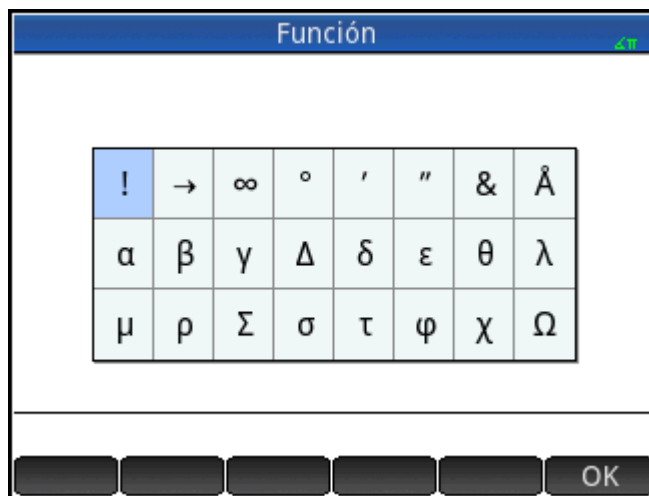 Función
∡π
! → ∞ ° ′ ″ & Å
α β γ Δ δ ε θ λ
μ ρ Σ σ τ φ χ Ω
OK